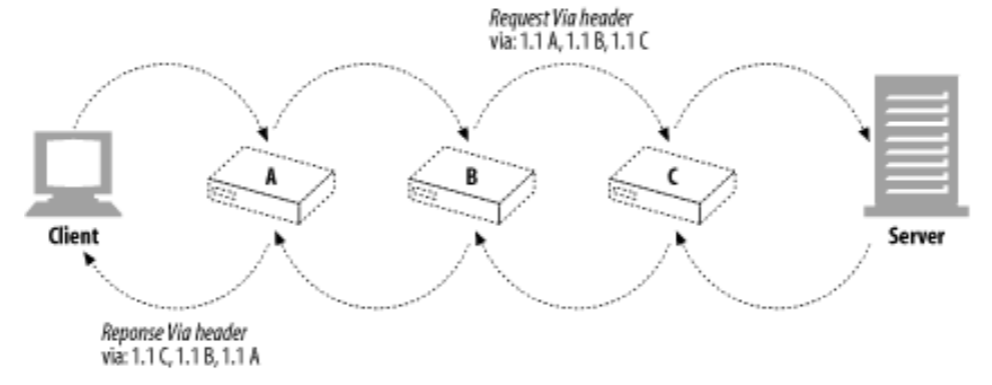 Request Via header
via: 1.1 A, 1.1 B, 1.1 C
A
B
C
Client
Server
Reponse Via header
via: 1.1 C, 1.1 B, 1.1 A